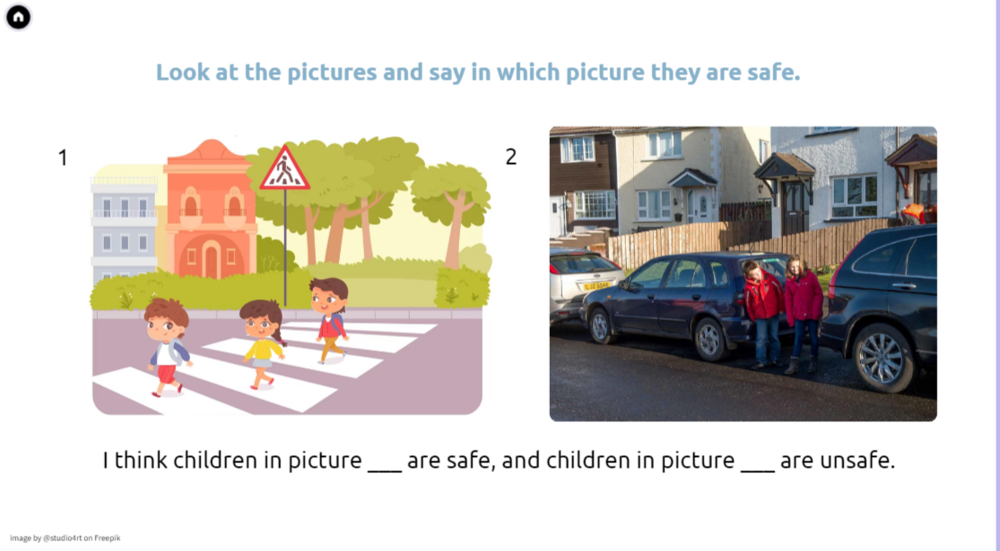 Look at the pictures and say in which picture they are safe.
1
2
I think children in picture ___ are safe, and children in picture ___ are unsafe.
image by @studio4rt on Freepik